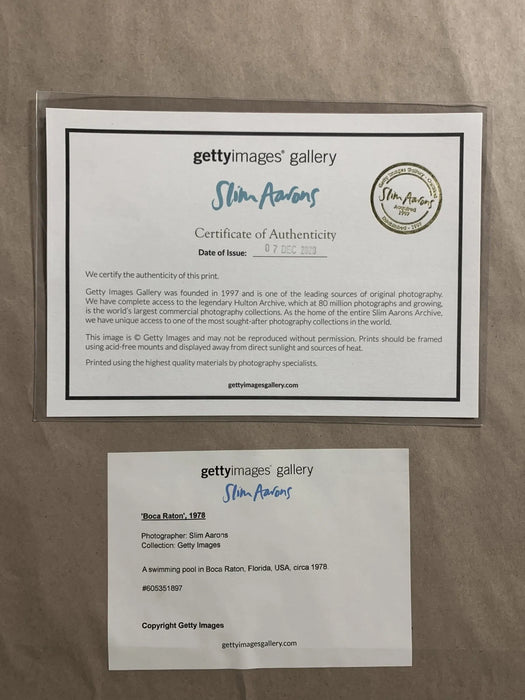 gettyimages® gallery
Slim Aarons
Certificate of Authenticity
Date of Issue: 07 DEC 2020
We certify the authenticity of this print.
Getty Images Gallery was founded in 1997 and is one of the leading sources of original photography.
We have complete access to the legendary Hulton Archive, which at 80 million photographs and growing,
is the world's largest commercial photography collections. As the home of the entire Slim Aarons Archive,
we have unique access to one of the most sought-after photography collections in the world.
This image is © Getty Images and may not be reproduced without permission. Prints should be framed
using acid-free mounts and displayed away from direct sunlight and sources of heat.
Printed using the highest quality materials by photography specialists.
gettyimagesgallery.com
Getty Images Gallery
Slim Aarons
Acquired
1997
gettyimages® gallery
Slim Aarons
'Boca Raton', 1978
Photographer: Slim Aarons
Collection: Getty Images
A swimming pool in Boca Raton, Florida, USA, circa 1978.
#605351897
Copyright Getty Images
gettyimagesgallery.com